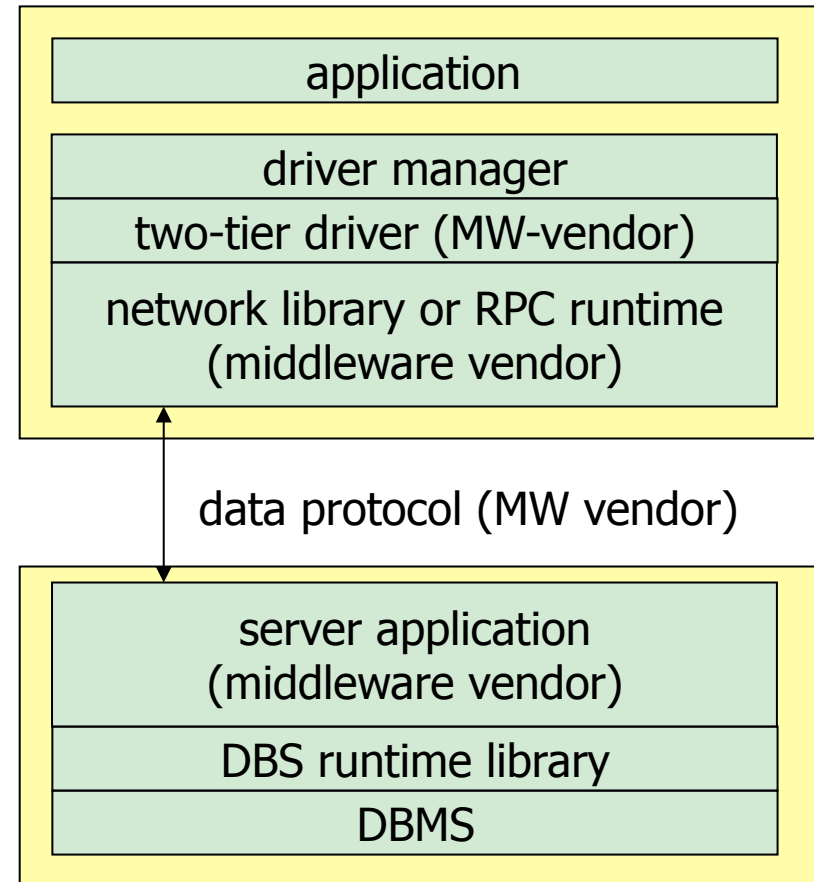 application
driver manager
two-tier driver (MW-vendor)
network library or RPC runtime
(middleware vendor)
data protocol (MW vendor)
server application
(middleware vendor)
DBS runtime library
DBMS